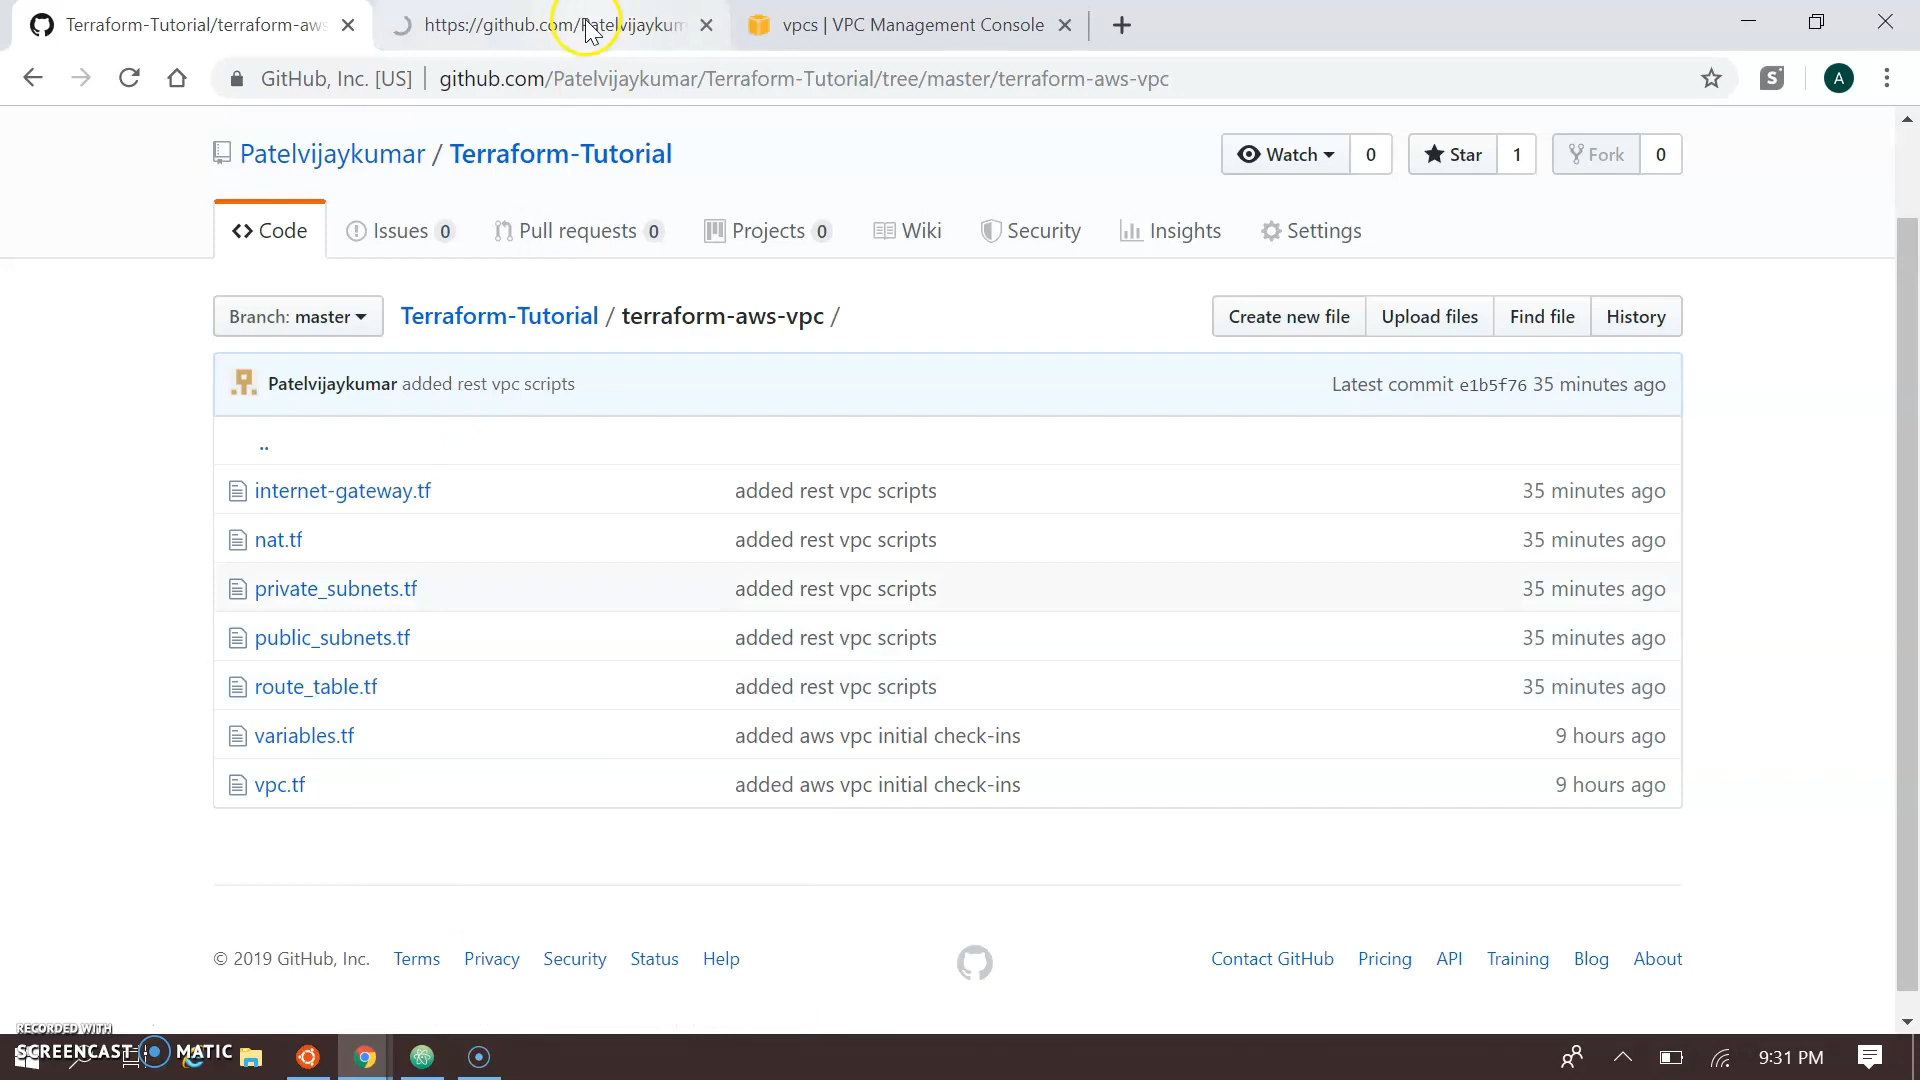 Terraform-Tutorial/terraform-aws
https://github.com/Patelvijaykum
vpcs | VPC Management Console
GitHub, Inc. [US] | github.com/Patelvijaykumar/Terraform-Tutorial/tree/master/terraform-aws-vpc
S
A
Patelvijaykumar / Terraform-Tutorial
Watch 0
Star 1
Fork 0
Code
Issues 0
Pull requests 0
Projects 0
Wiki
Security
Insights
Settings
Branch: master
Terraform-Tutorial / terraform-aws-vpc /
Create new file
Upload files
Find file
History
Patelvijaykumar added rest vpc scripts
Latest commit e1b5f76 35 minutes ago
..
internet-gateway.tf added rest vpc scripts 35 minutes ago
nat.tf added rest vpc scripts 35 minutes ago
private_subnets.tf added rest vpc scripts 35 minutes ago
public_subnets.tf added rest vpc scripts 35 minutes ago
route_table.tf added rest vpc scripts 35 minutes ago
variables.tf added aws vpc initial check-ins 9 hours ago
vpc.tf added aws vpc initial check-ins 9 hours ago
© 2019 GitHub, Inc. Terms Privacy Security Status Help
Contact GitHub Pricing API Training Blog About
RECORDED WITH
SCREENCAST MATIC
9:31 PM